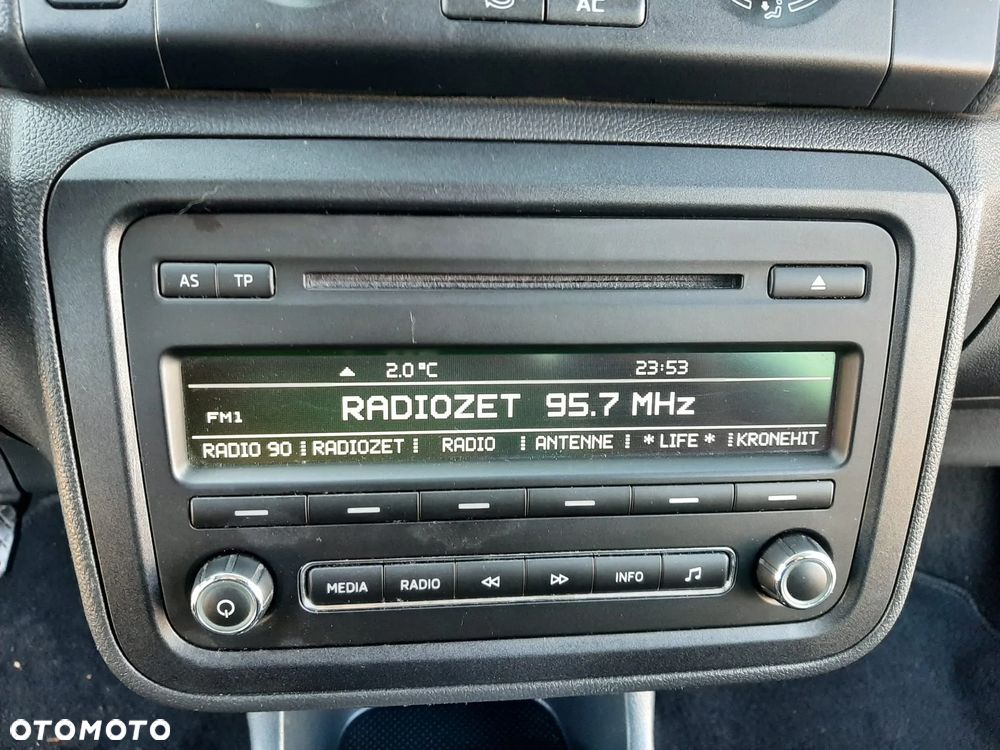 AC
AS TP
2.0 °C 23:53
FM1 RADIOZET 95.7 MHz
RADIO 90 RADIOZET RADIO ANTENNE *LIFE* KRONEHIT
MEDIA RADIO INFO
OTOMOTO